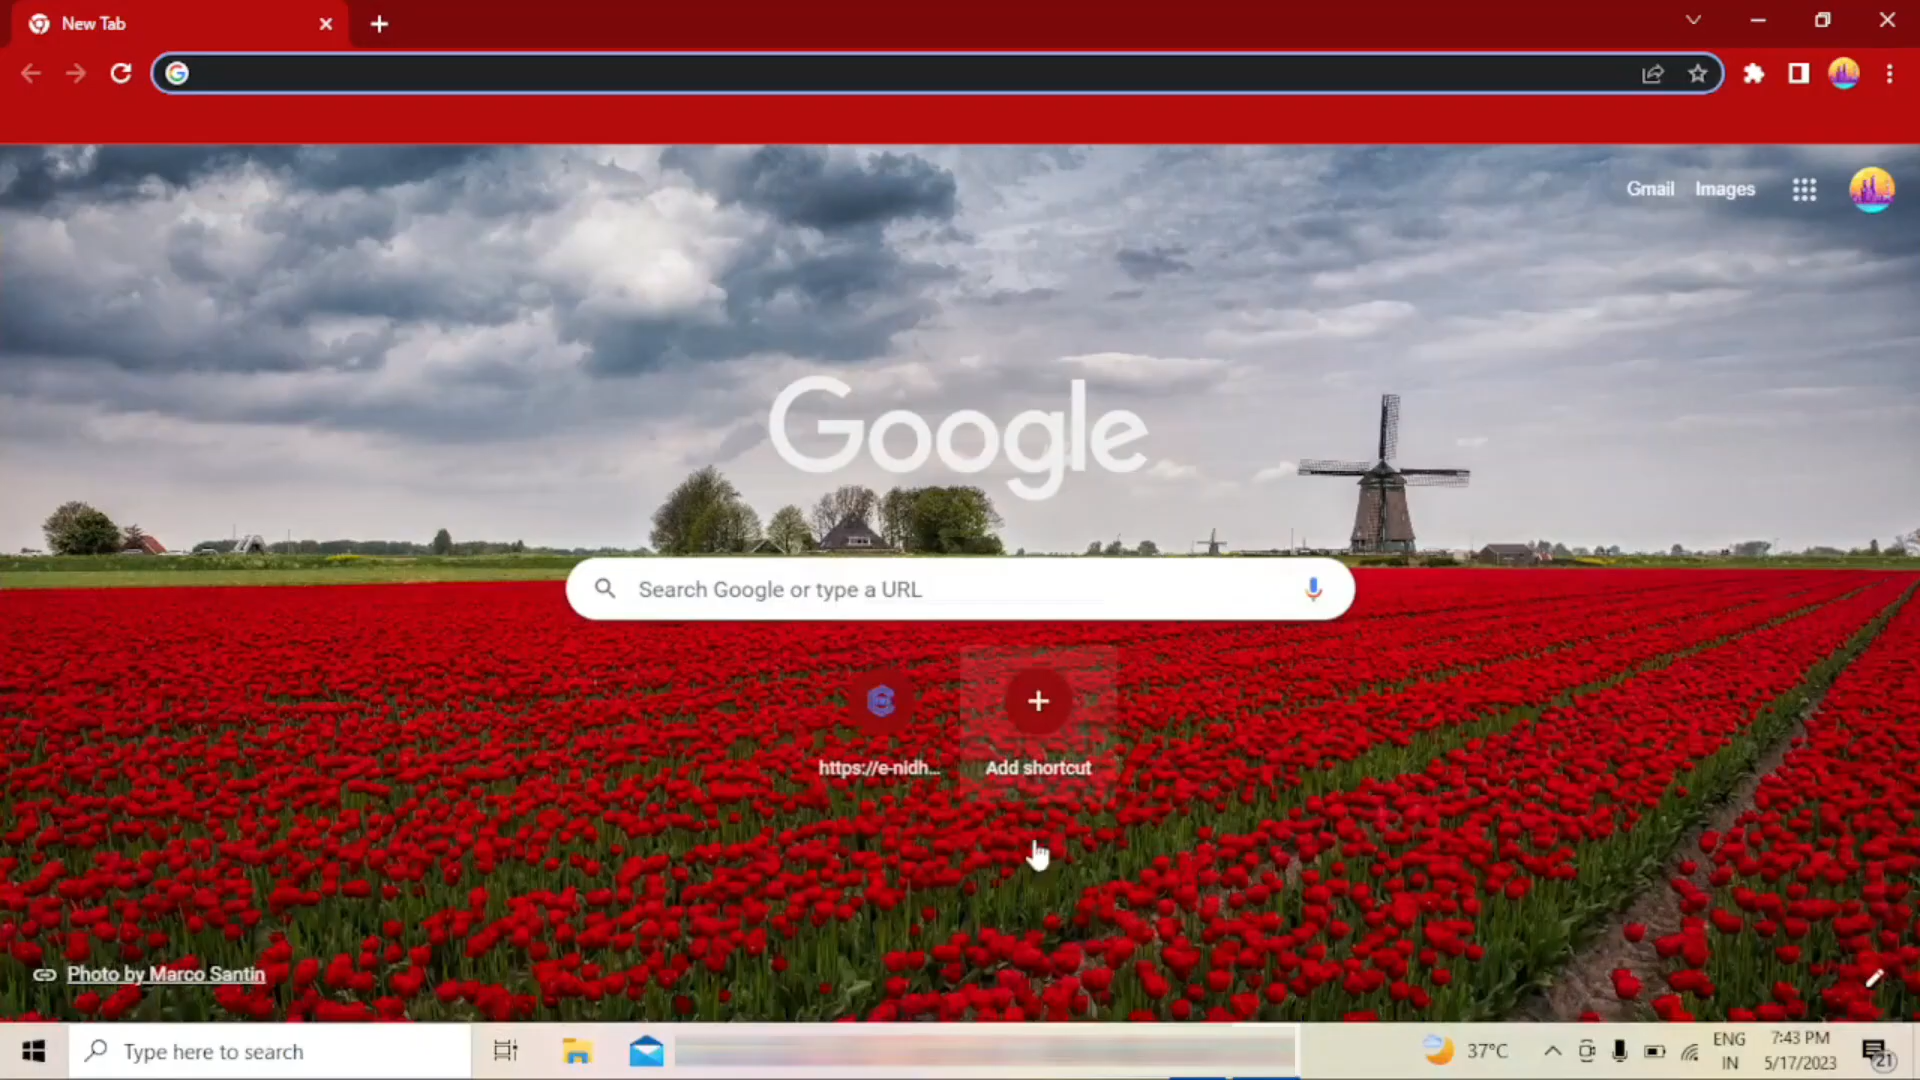 New Tab
Gmail Images
Google
Search Google or type a URL
https://e-nidh...
Add shortcut
Photo by Marco Santin
Type here to search
37°C
ENG
IN
7:43 PM
5/17/2023
21